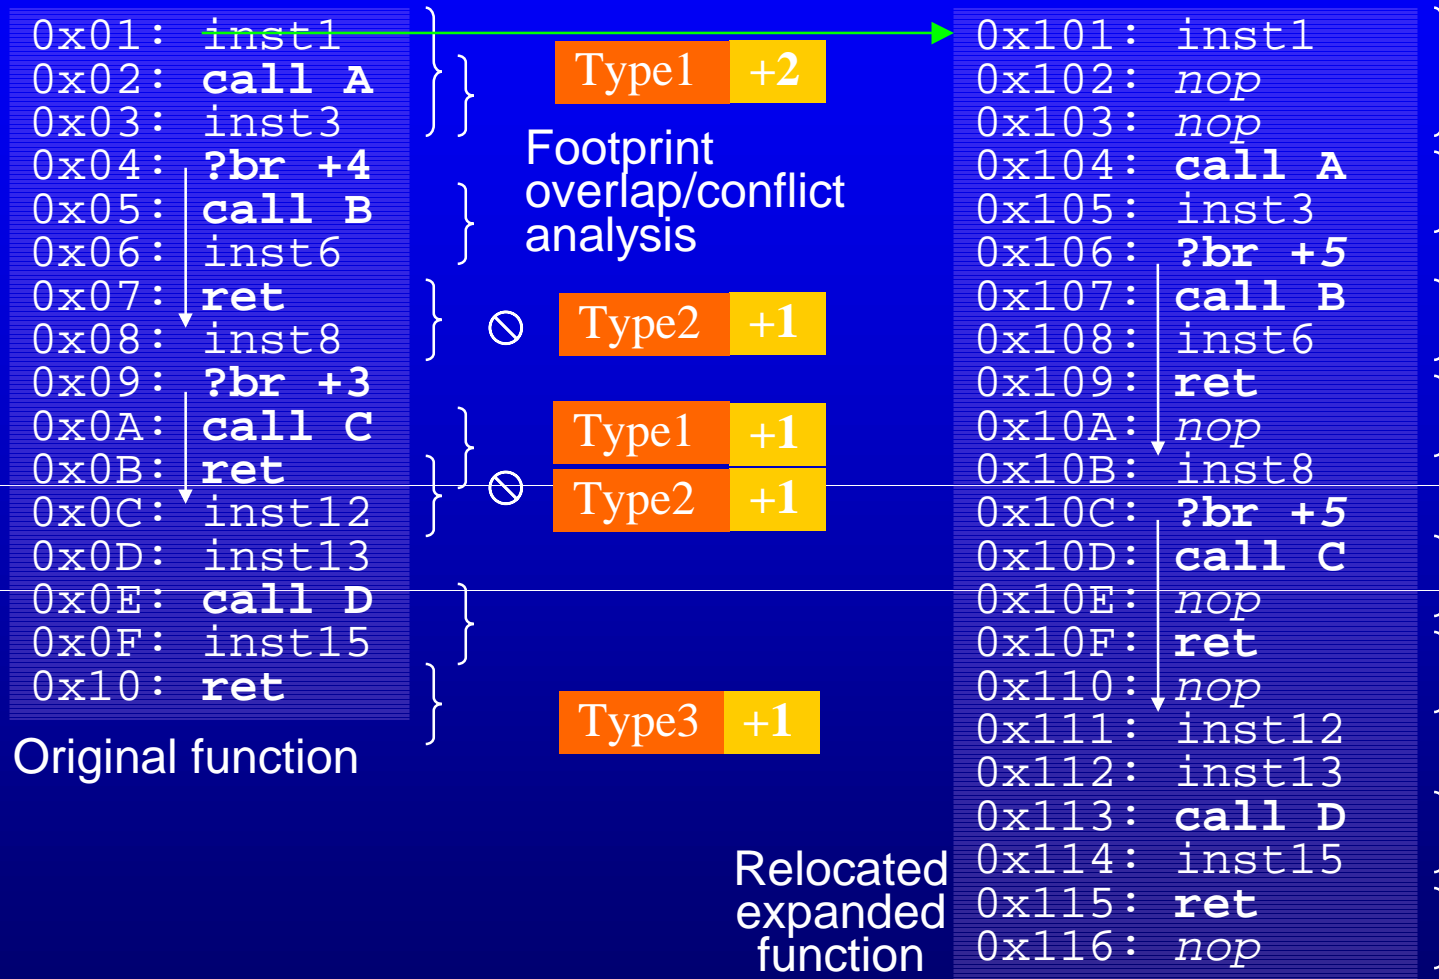 0x01: inst1
0x02: call A
0x03: inst3
0x04: ?br +4
0x05: call B
0x06: inst6
0x07: ret
0x08: inst8
0x09: ?br +3
0x0A: call C
0x0B: ret
0x0C: inst12
0x0D: inst13
0x0E: call D
0x0F: inst15
0x10: ret
Original function
Type1 +2
Footprint
overlap/conflict
analysis
Type2 +1
Type1 +1
Type2 +1
Type3 +1
0x101: inst1
0x102: nop
0x103: nop
0x104: call A
0x105: inst3
0x106: ?br +5
0x107: call B
0x108: inst6
0x109: ret
0x10A: nop
0x10B: inst8
0x10C: ?br +5
0x10D: call C
0x10E: nop
0x10F: ret
0x110: nop
0x111: inst12
0x112: inst13
0x113: call D
0x114: inst15
0x115: ret
0x116: nop
Relocated
expanded
function